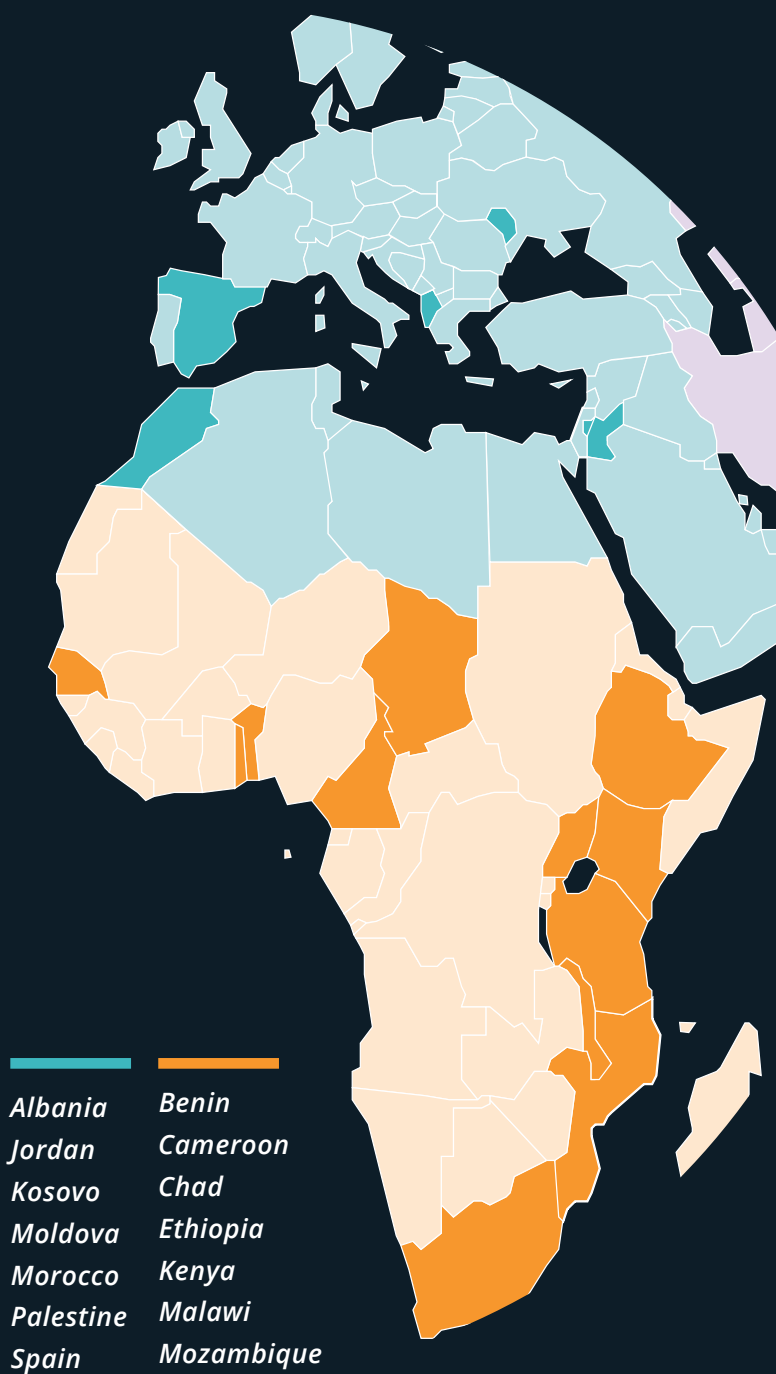 Albania
Jordan
Kosovo
Moldova
Morocco
Palestine
Spain
Benin
Cameroon
Chad
Ethiopia
Kenya
Malawi
Mozambique